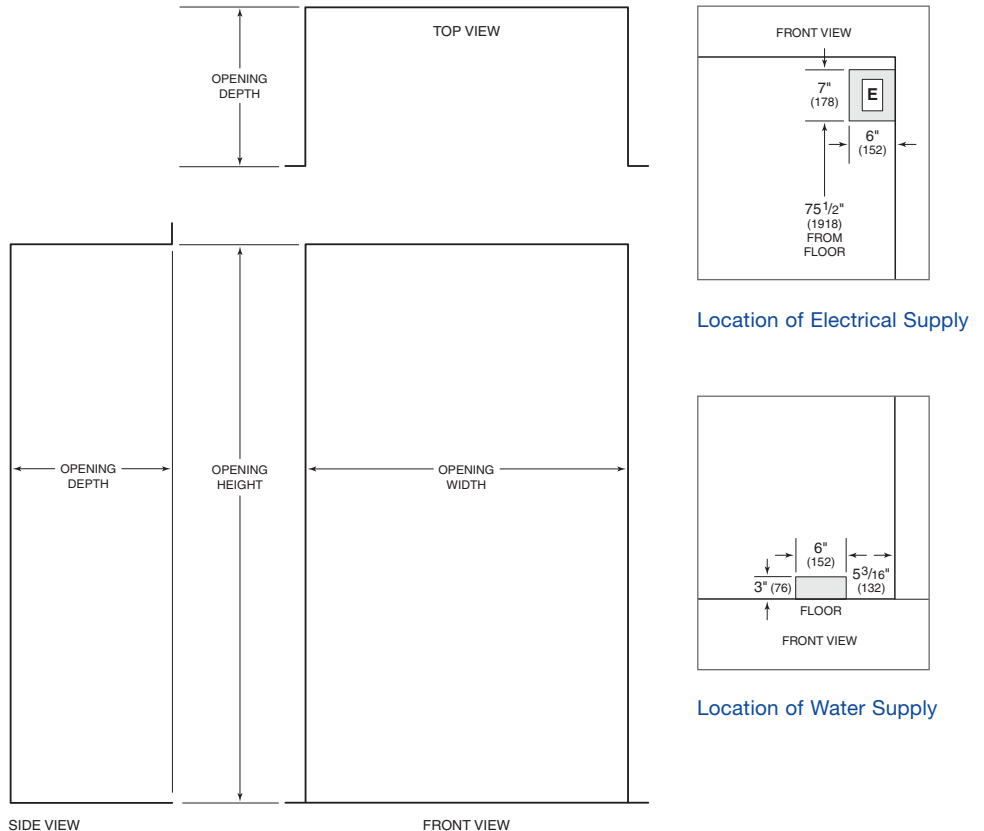 TOP VIEW
OPENING
DEPTH
OPENING
DEPTH
SIDE VIEW
OPENING
HEIGHT
OPENING
WIDTH
FRONT VIEW
FRONT VIEW
7"
(178)
E
6"
(152)
75 1/2"
(1918)
FROM
FLOOR
Location of Electrical Supply
6"
(152)
3" (76)
5 3/16"
(132)
FLOOR
FRONT VIEW
Location of Water Supply